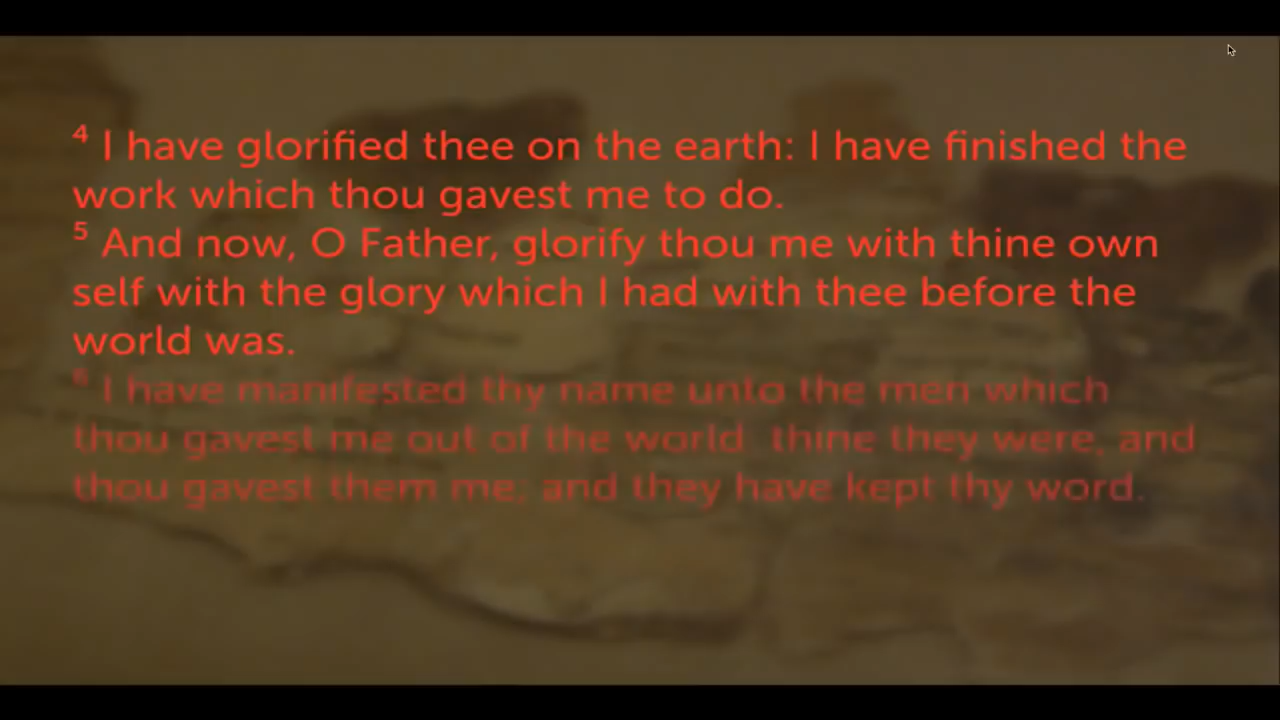 4 I have glorified thee on the earth: I have finished the
work which thou gavest me to do.
5 And now, O Father, glorify thou me with thine own
self with the glory which I had with thee before the
world was.
6 I have manifested thy name unto the men which
thou gavest me out of the world thine they were, and
thou gavest them me; and they have kept thy word.